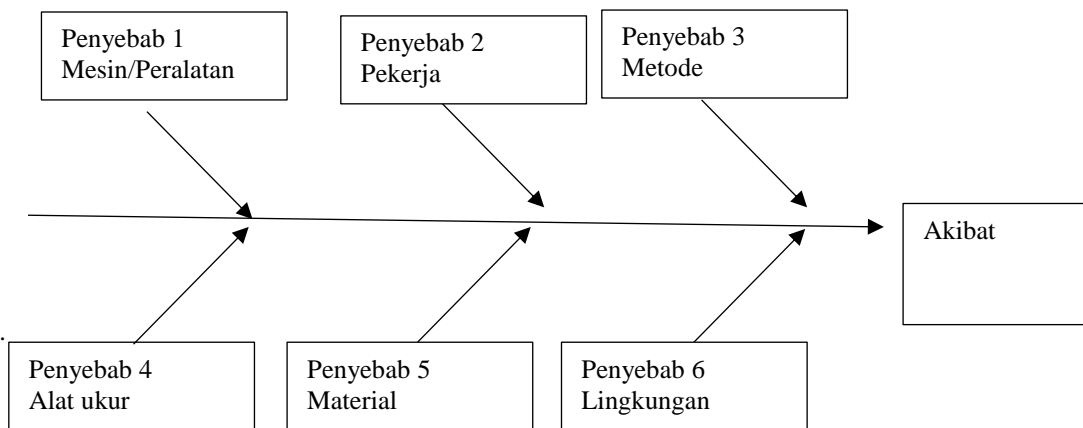 Penyebab 1
Mesin/Peralatan
Penyebab 2
Pekerja
Penyebab 3
Metode
Akibat
.
Penyebab 4
Alat ukur
Penyebab 5
Material
Penyebab 6
Lingkungan